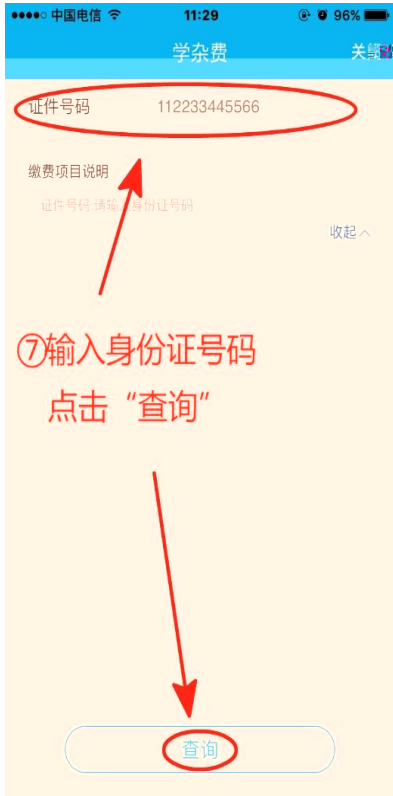 中国电信 11:29 96%
学杂费 关
证件号码 112233445566
缴费项目说明
证件号码:请输入身份证号码
收起
⑦输入身份证号码
点击“查询”
查询